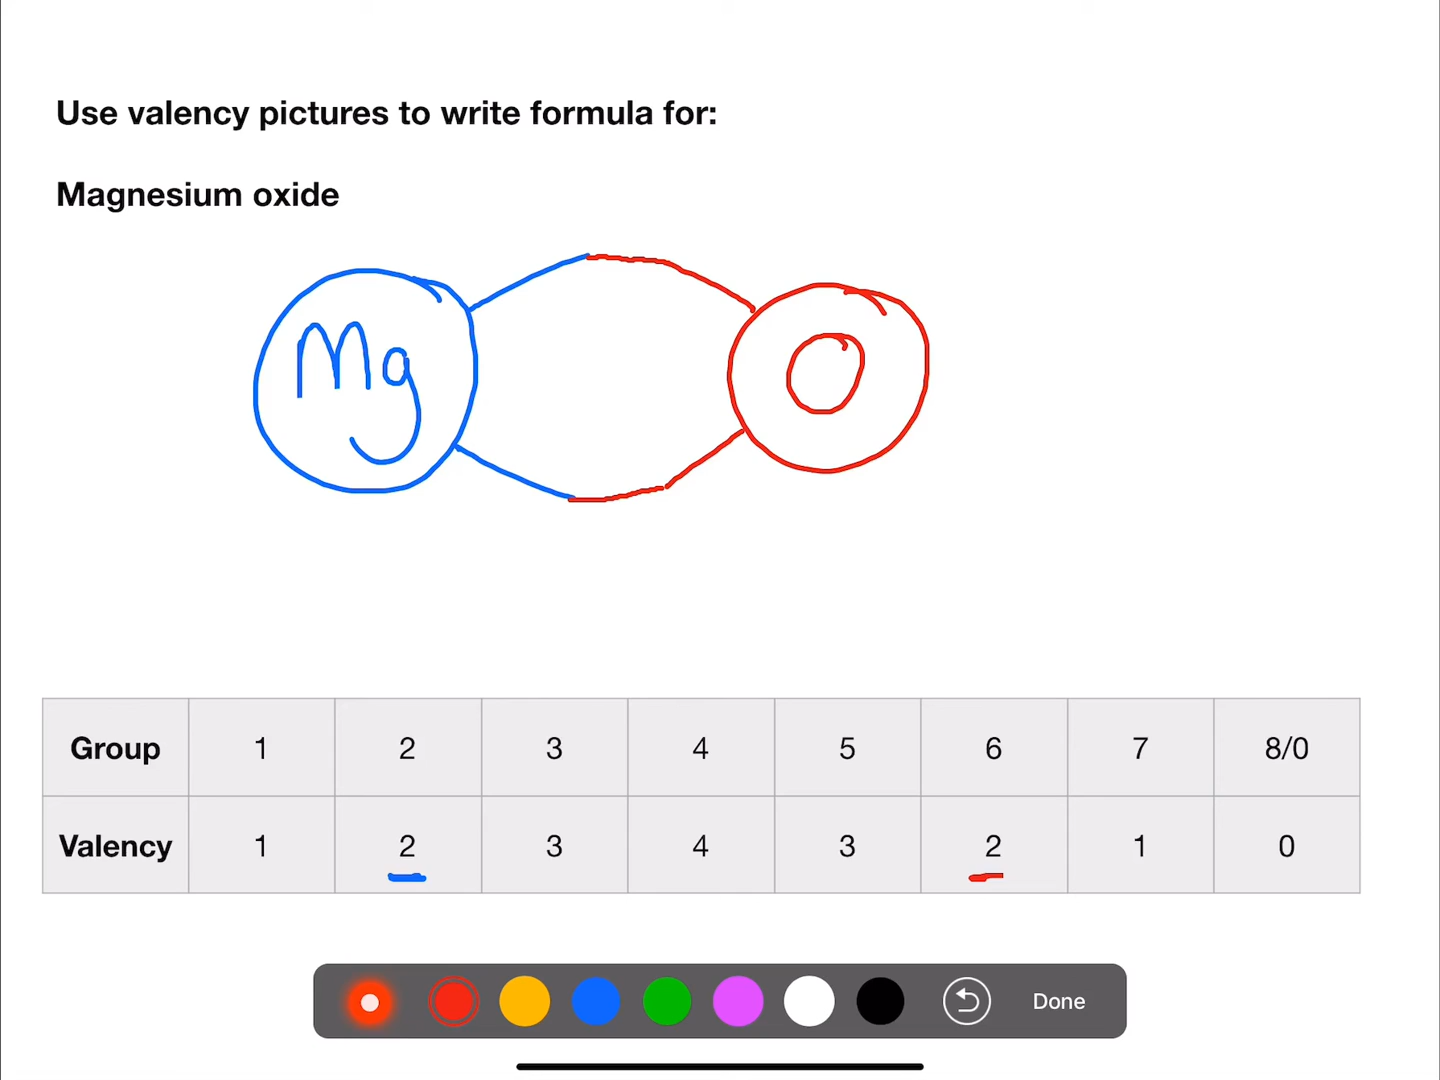 Use valency pictures to write formula for:
Magnesium oxide
Mg O
Group 1 2 3 4 5 6 7 8/0
Valency 1 2 3 4 3 2 1 0
Done